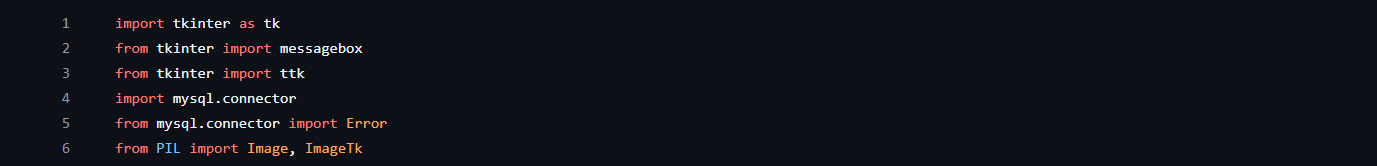 1 import tkinter as tk
2 from tkinter import messagebox
3 from tkinter import ttk
4 import mysql.connector
5 from mysql.connector import Error
6 from PIL import Image, ImageTk